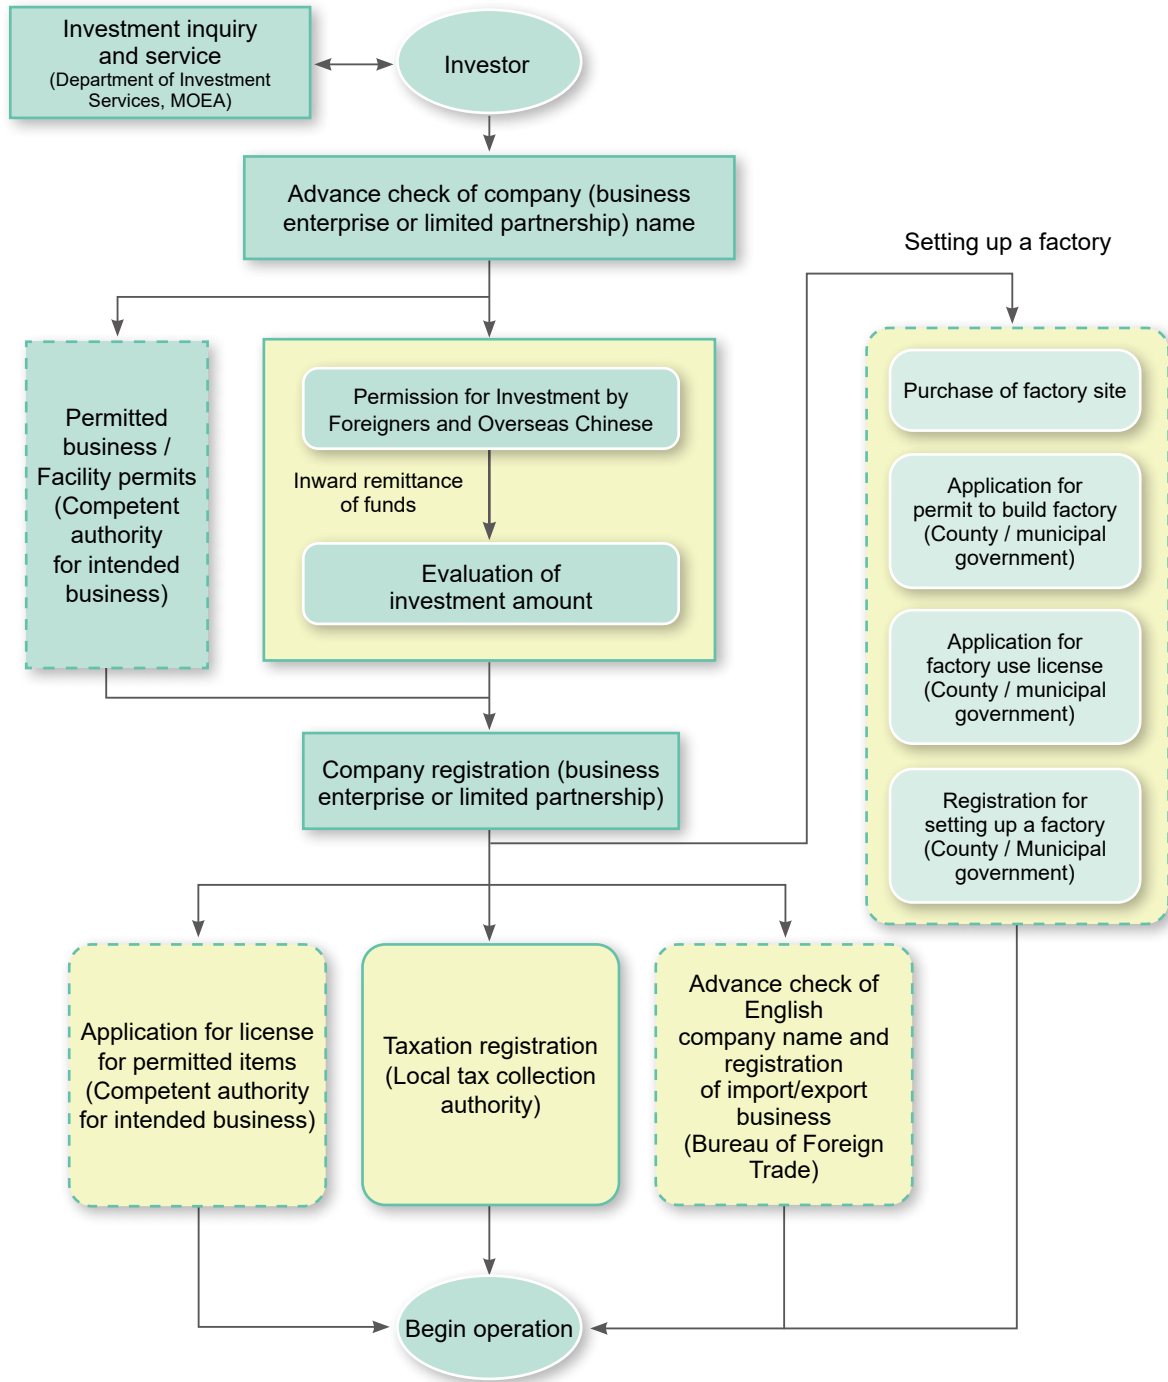 Investment inquiry
and service
(Department of Investment
Services, MOEA)
Investor
Advance check of company (business
enterprise or limited partnership) name
Setting up a factory
Permitted
business /
Facility permits
(Competent
authority
for intended
business)
Permission for Investment by
Foreigners and Overseas Chinese
Inward remittance
of funds
Evaluation of
investment amount
Purchase of factory site
Application for
permit to build factory
(County / municipal
government)
Application for
factory use license
(County / municipal
government)
Registration for
setting up a factory
(County / Municipal
government)
Company registration (business
enterprise or limited partnership)
Application for license
for permitted items
(Competent authority
for intended business)
Taxation registration
(Local tax collection
authority)
Advance check of
English
company name and
registration
of import/export
business
(Bureau of Foreign
Trade)
Begin operation